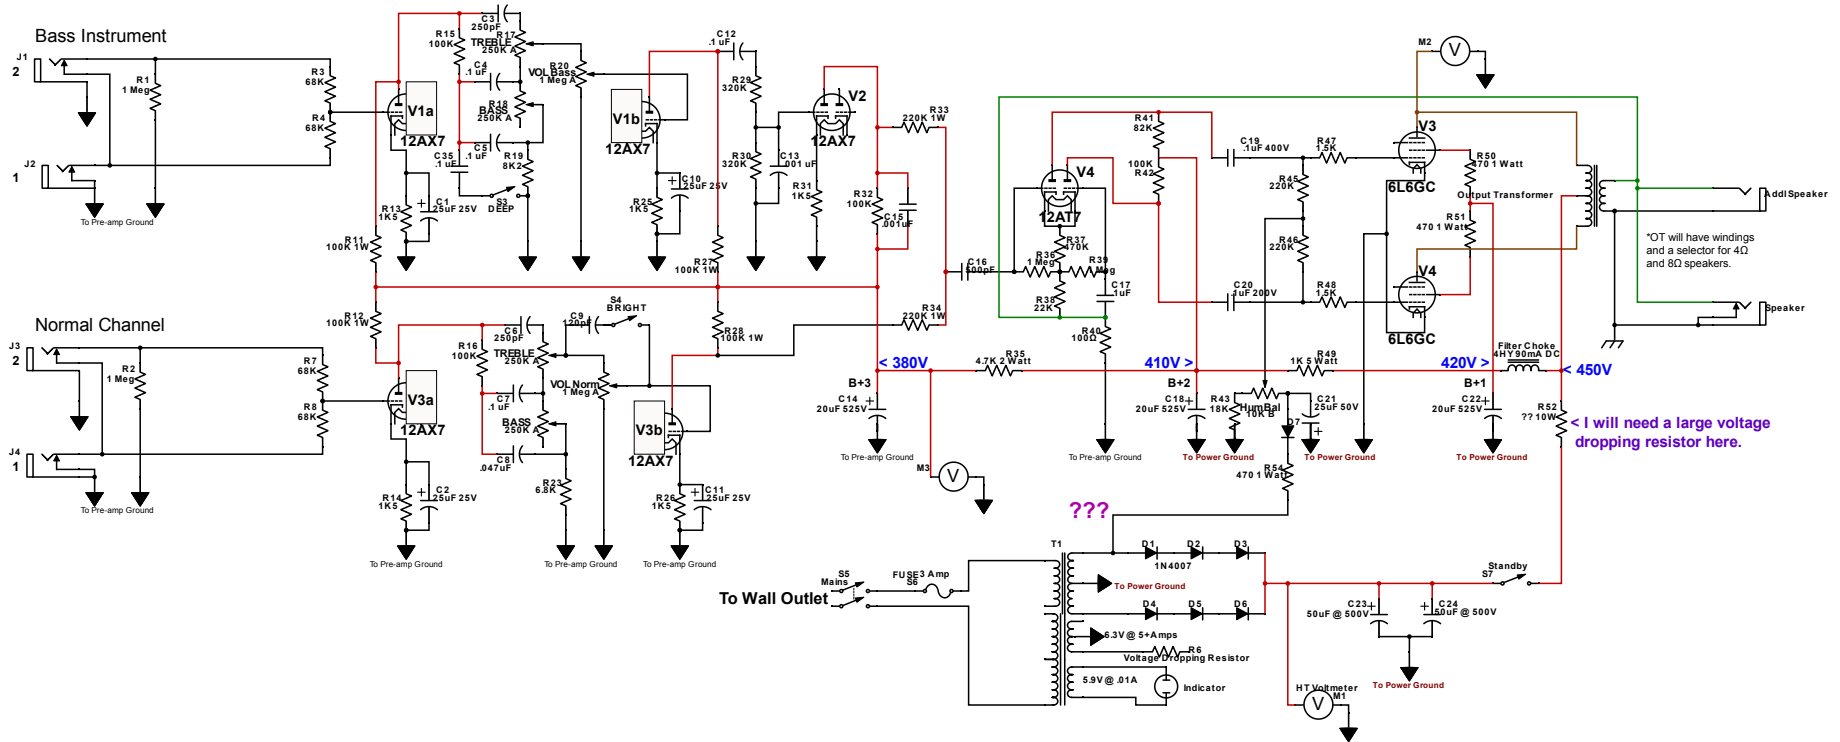 Bass Instrument
J1
2
R1
1 Meg
R3
68K
R4
68K
J2
1
To Pre-amp Ground
R15
100K
C3
250pF
R17
TREBLE
250K A
C4
.1 uF
R18
BASS
250K A
C5
.1 uF
C35
.1 uF
R19
8K2
S3
DEEP
V1a
12AX7
R13
1K5
C1
25uF 25V
R11
100K 1W
R20
VOL Bass
1 Meg A
V1b
12AX7
R25
1K5
C10
25uF 25V
R27
100K 1W
C12
.1 uF
R29
320K
R30
320K
C13
.001 uF
V2
12AX7
R31
1K5
R32
100K
C15
.001uF
R33
220K 1W
R34
220K 1W
C16
500pF
V4
12AT7
R36
1 Meg
R37
470K
R39
1 Meg
R38
22K
C17
.1uF
R40
100Ω
R41
82K
100K
R42
C19
.1uF 400V
C20
.1uF 200V
R45
220K
R46
220K
R47
1.5K
R48
1.5K
M2
V
V3
6L6GC
V4
6L6GC
R50
470 1 Watt
R51
470 1 Watt
Output Transformer
Addl Speaker
*OT will have windings
and a selector for 4Ω
and 8Ω speakers.
Speaker
Normal Channel
J3
2
R2
1 Meg
R7
68K
R8
68K
J4
1
To Pre-amp Ground
R12
100K 1W
V3a
12AX7
R14
1K5
C2
25uF 25V
To Pre-amp Ground
R16
100K
C6
250pF
TREBLE
250K A
C7
.1 uF
BASS
250K A
C8
.047uF
R23
6.8K
To Pre-amp Ground
C9
120pF
S4
BRIGHT
VOL Norm
1 Meg A
V3b
12AX7
R26
1K5
C11
25uF 25V
To Pre-amp Ground
R28
100K 1W
< 380V
B+3
C14
20uF 525V
To Pre-amp Ground
M3
V
R35
4.7K 2 Watt
To Pre-amp Ground
410V >
B+2
C18
20uF 525V
To Power Ground
R43
18K
HumBal
10K B
D7
C21
25uF 50V
To Power Ground
R54
470 1 Watt
R49
1K 5 Watt
420V >
B+1
C22
20uF 525V
To Power Ground
Filter Choke
4HY 90mA DC
< 450V
R52
?? 10W
< I will need a large voltage
dropping resistor here.
???
To Wall Outlet
S5
Mains
FUSE 3 Amp
S6
T1
D1
D2
D3
1N4007
To Power Ground
D4
D5
D6
6.3V @ 5+Amps
R6
Voltage Dropping Resistor
5.9V @ .01A
Indicator
HT Voltmeter
M1
V
C23
50uF @ 500V
C24
50uF @ 500V
To Power Ground
Standby
S7